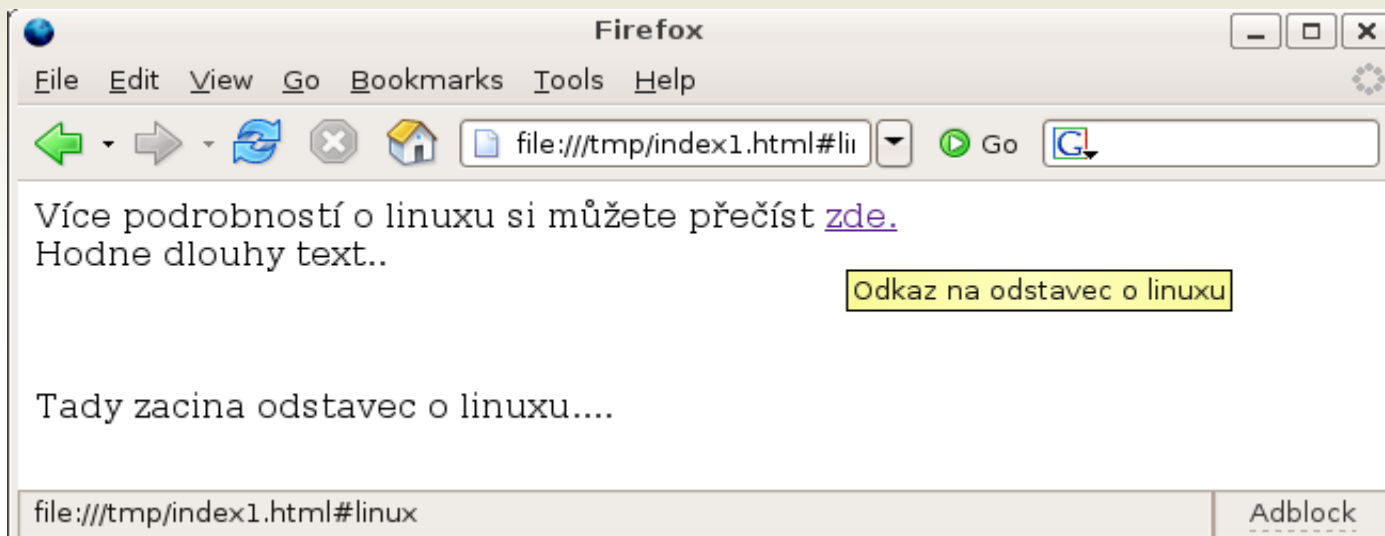 Firefox
File Edit View Go Bookmarks Tools Help
file:///tmp/index1.html#li Go G
Více podrobností o linuxu si můžete přečíst zde.
Hodne dlouhy text..
Odkaz na odstavec o linuxu
Tady zacina odstavec o linuxu....
file:///tmp/index1.html#linux Adblock